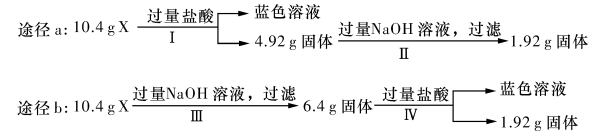 途径 a: 10.4 g X 过量盐酸 Ⅰ 蓝色溶液
4.92 g 固体 过量NaOH 溶液，过滤 Ⅱ 1.92 g 固体
途径 b: 10.4 g X 过量NaOH 溶液，过滤 Ⅲ 6.4 g 固体 过量盐酸 Ⅳ 蓝色溶液
1.92 g 固体